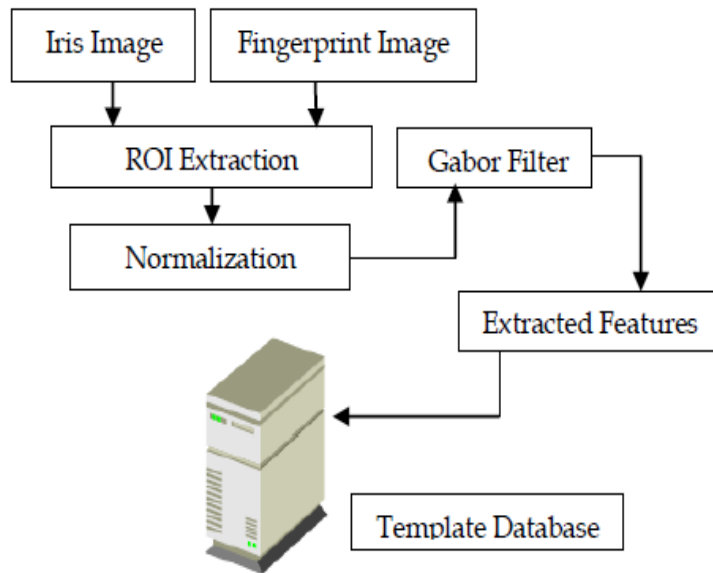 Iris Image
Fingerprint Image
ROI Extraction
Gabor Filter
Normalization
Extracted Features
Template Database